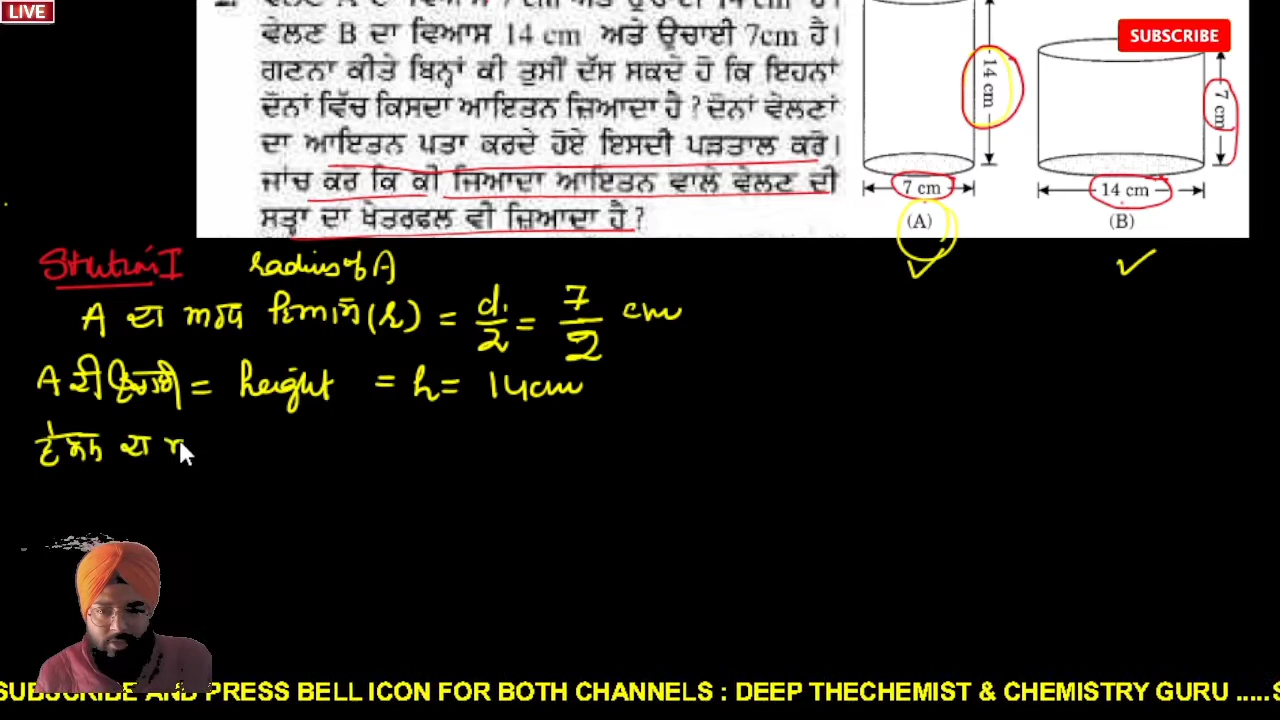 LIVE
ਵੇਲਣ B ਦਾ ਵਿਆਸ 14 cm ਅਤੇ ਉਚਾਈ 7cm ਹੈ।
ਗਣਨਾ ਕੀਤੇ ਬਿਨ੍ਹਾਂ ਕੀ ਤੁਸੀਂ ਦੱਸ ਸਕਦੇ ਹੋ ਕਿ ਇਹਨਾਂ
ਦੋਨਾਂ ਵਿੱਚ ਕਿਸਦਾ ਆਇਤਨ ਜ਼ਿਆਦਾ ਹੈ ? ਦੋਨਾਂ ਵੇਲਣਾਂ
ਦਾ ਆਇਤਨ ਪਤਾ ਕਰਦੇ ਹੋਏ ਇਸਦੀ ਪੜਤਾਲ ਕਰੋ।
ਜਾਂਚ ਕਰੋ ਕਿ ਕੀ ਜ਼ਿਆਦਾ ਆਇਤਨ ਵਾਲੇ ਵੇਲਣ ਦੀ
ਸਤ੍ਹਾ ਦਾ ਖੇਤਰਫਲ ਵੀ ਜ਼ਿਆਦਾ ਹੈ ?
14 cm
7 cm
(A)
SUBSCRIBE
7 cm
14 cm
(B)
radius of A
A ਦਾ ਅਰਧ ਵਿਆਸ (r) = d/2 = 7/2 cm
A ਦੀ = height = h = 14cm
ਦਾ
SUBSCRIBE AND PRESS BELL ICON FOR BOTH CHANNELS : DEEP THECHEMIST & CHEMISTRY GURU .....S